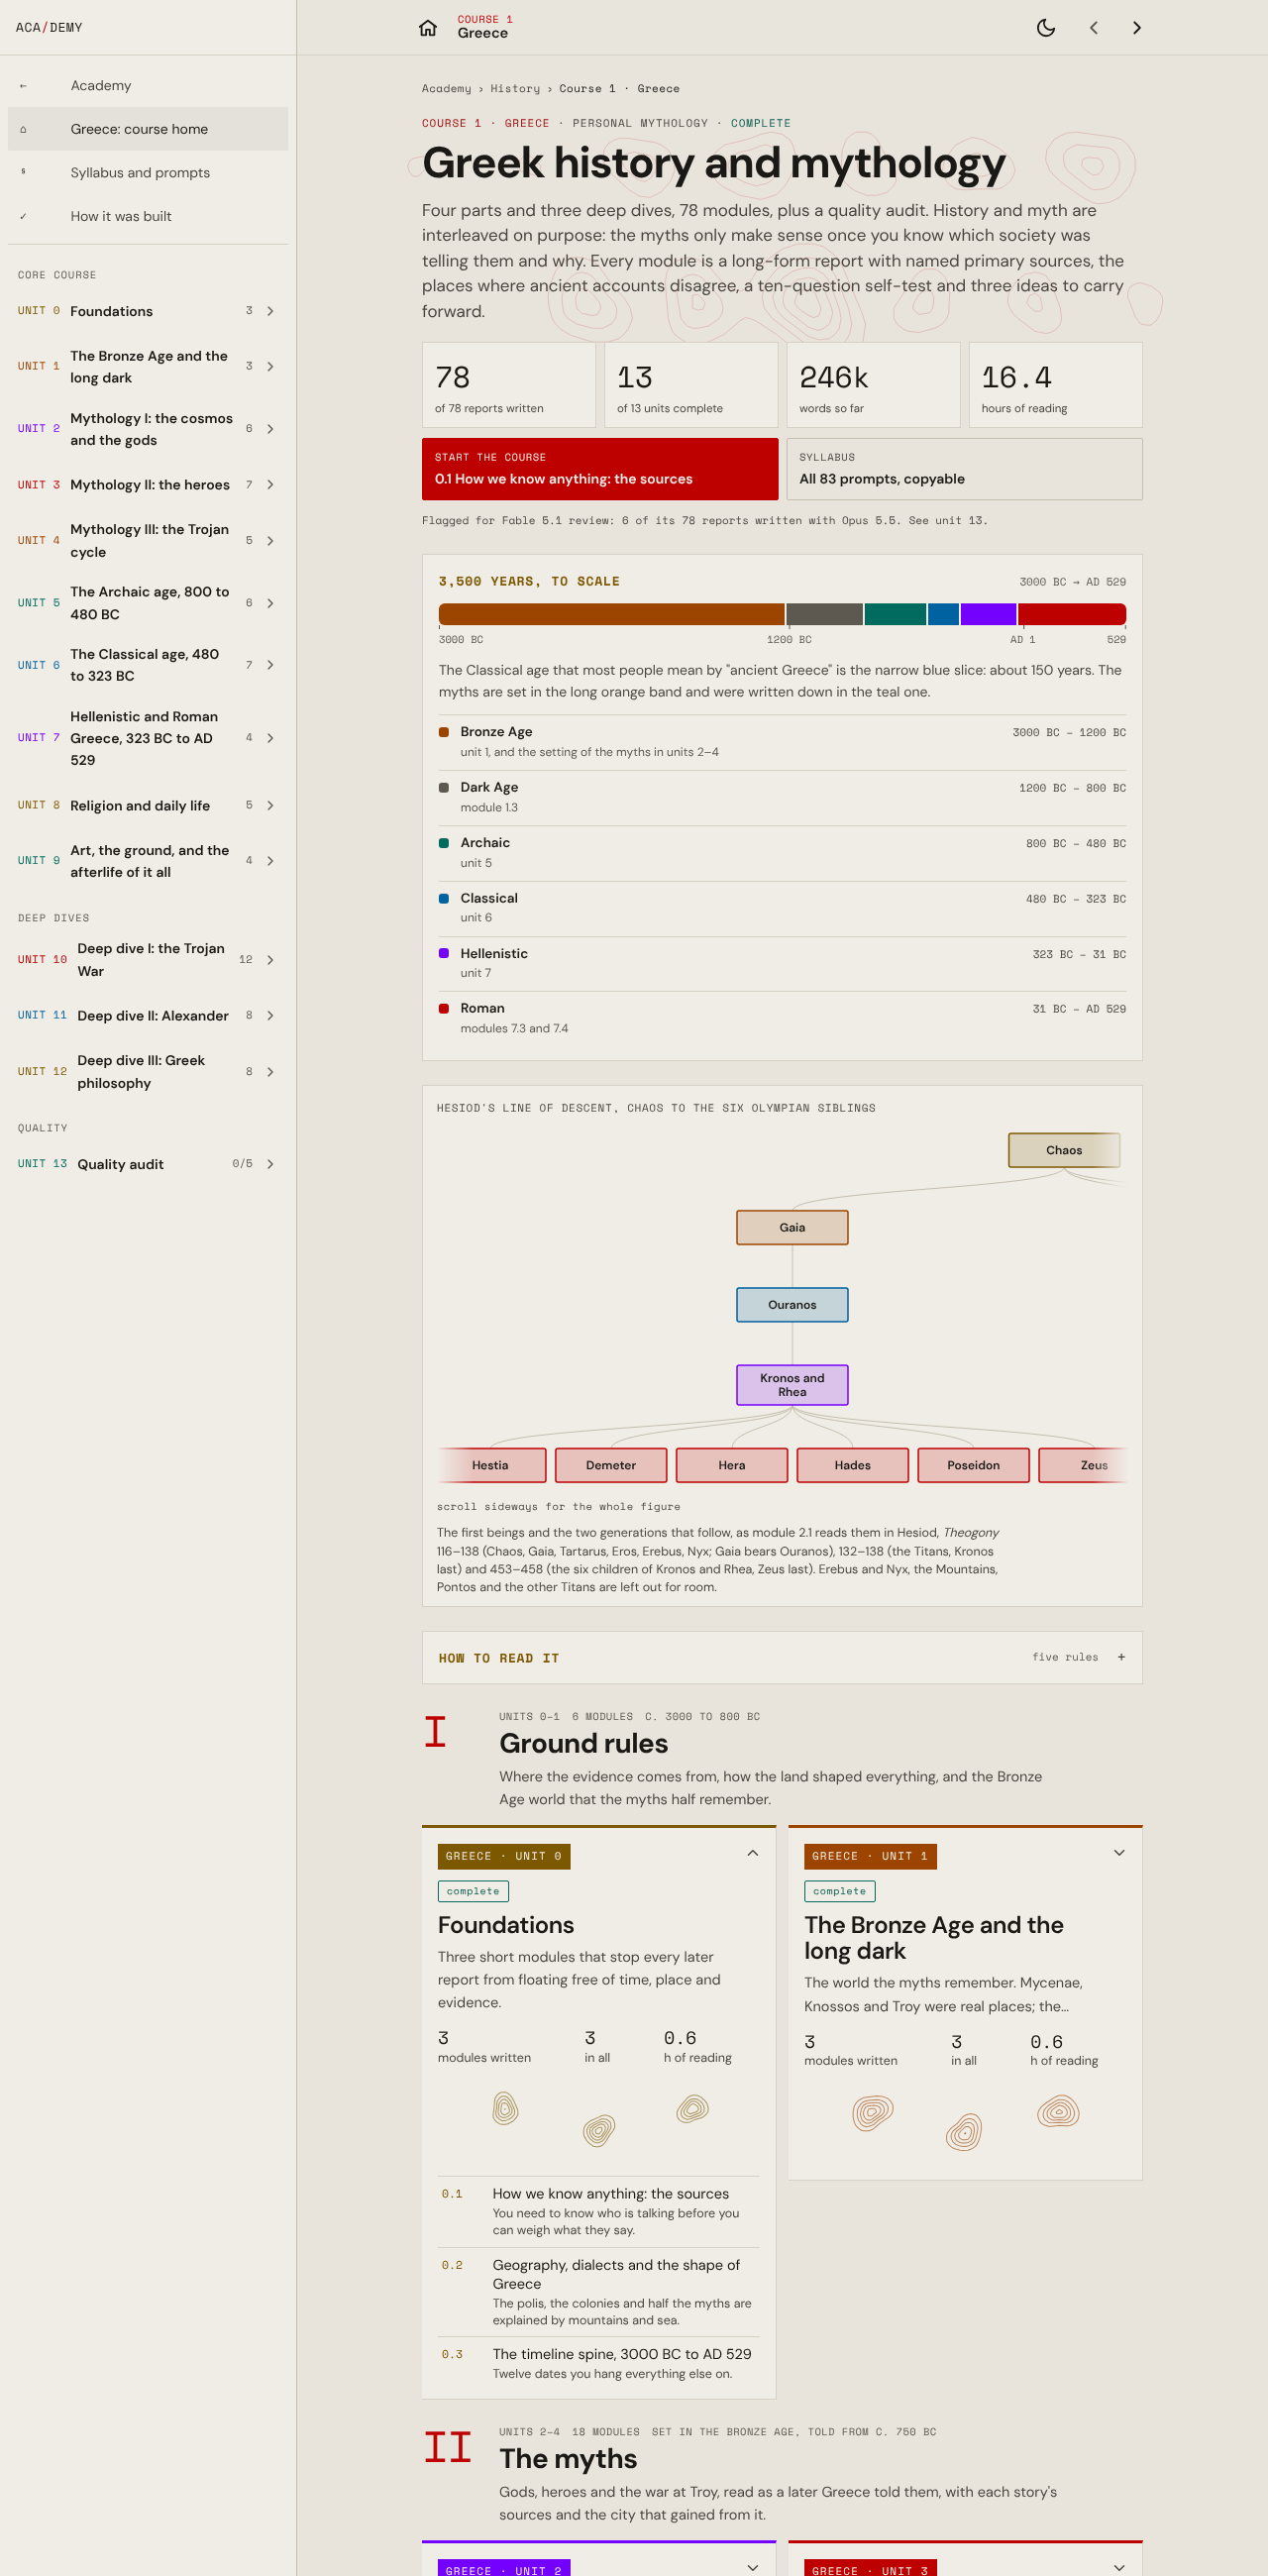 ACA/DEMY
← Academy
⌂ Greece: course home
§ Syllabus and prompts
✓ How it was built
CORE COURSE
UNIT 0 Foundations 3
UNIT 1 The Bronze Age and the
long dark 3
UNIT 2 Mythology I: the cosmos
and the gods 6
UNIT 3 Mythology II: the heroes 7
UNIT 4 Mythology III: the Trojan
cycle 5
UNIT 5 The Archaic age, 800 to
480 BC 6
UNIT 6 The Classical age, 480
to 323 BC 7
UNIT 7 Hellenistic and Roman
Greece, 323 BC to AD
529 4
UNIT 8 Religion and daily life 5
UNIT 9 Art, the ground, and the
afterlife of it all 4
DEEP DIVES
UNIT 10 Deep dive I: the Trojan
War 12
UNIT 11 Deep dive II: Alexander 8
UNIT 12 Deep dive III: Greek
philosophy 8
QUALITY
UNIT 13 Quality audit 0/5
COURSE 1
Greece
Academy › History › Course 1 · Greece
COURSE 1 · GREECE · PERSONAL MYTHOLOGY · COMPLETE
Greek history and mythology
Four parts and three deep dives, 78 modules, plus a quality audit. History and myth are
interleaved on purpose: the myths only make sense once you know which society was
telling them and why. Every module is a long-form report with named primary sources, the
places where ancient accounts disagree, a ten-question self-test and three ideas to carry
forward.
78
of 78 reports written
13
of 13 units complete
246k
words so far
16.4
hours of reading
START THE COURSE
0.1 How we know anything: the sources
SYLLABUS
All 83 prompts, copyable
Flagged for Fable 5.1 review: 6 of its 78 reports written with Opus 5.5. See unit 13.
3,500 YEARS, TO SCALE
3000 BC → AD 529
3000 BC 1200 BC AD 1 529
The Classical age that most people mean by "ancient Greece" is the narrow blue slice: about 150 years. The
myths are set in the long orange band and were written down in the teal one.
Bronze Age 3000 BC – 1200 BC
unit 1, and the setting of the myths in units 2–4
Dark Age 1200 BC – 800 BC
module 1.3
Archaic 800 BC – 480 BC
unit 5
Classical 480 BC – 323 BC
unit 6
Hellenistic 323 BC – 31 BC
unit 7
Roman 31 BC – AD 529
modules 7.3 and 7.4
HESIOD'S LINE OF DESCENT, CHAOS TO THE SIX OLYMPIAN SIBLINGS
Chaos
Gaia
Ouranos
Kronos and
Rhea
Hestia Demeter Hera Hades Poseidon Zeus
scroll sideways for the whole figure
The first beings and the two generations that follow, as module 2.1 reads them in Hesiod, Theogony
116–138 (Chaos, Gaia, Tartarus, Eros, Erebus, Nyx; Gaia bears Ouranos), 132–138 (the Titans, Kronos
last) and 453–458 (the six children of Kronos and Rhea, Zeus last). Erebus and Nyx, the Mountains,
Pontos and the other Titans are left out for room.
HOW TO READ IT five rules +
I
UNITS 0–1 6 MODULES C. 3000 TO 800 BC
Ground rules
Where the evidence comes from, how the land shaped everything, and the Bronze
Age world that the myths half remember.
GREECE · UNIT 0
complete
Foundations
Three short modules that stop every later
report from floating free of time, place and
evidence.
3 3 0.6
modules written in all h of reading
0.1 How we know anything: the sources
You need to know who is talking before you
can weigh what they say.
0.2 Geography, dialects and the shape of
Greece
The polis, the colonies and half the myths are
explained by mountains and sea.
0.3 The timeline spine, 3000 BC to AD 529
Twelve dates you hang everything else on.
GREECE · UNIT 1
complete
The Bronze Age and the
long dark
The world the myths remember. Mycenae,
Knossos and Troy were real places; the…
3 3 0.6
modules written in all h of reading
II
UNITS 2–4 18 MODULES SET IN THE BRONZE AGE, TOLD FROM C. 750 BC
The myths
Gods, heroes and the war at Troy, read as a later Greece told them, with each story's
sources and the city that gained from it.
GREECE · UNIT 2
GREECE · UNIT 3